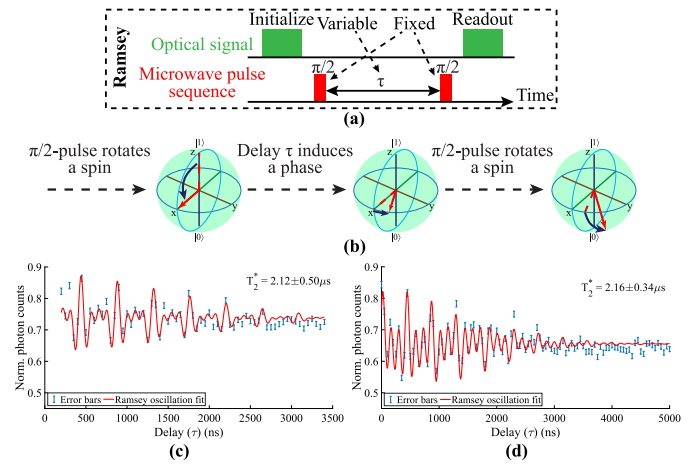 Ramsey
Initialize Variable Fixed Readout
Optical signal
π/2 π/2
Microwave pulse
sequence
τ
Time
(a)
π/2-pulse rotates
a spin
Delay τ induces
a phase
π/2-pulse rotates
a spin
|1⟩ |1⟩ |1⟩
z z z
x y x y x y
|0⟩ |0⟩ |0⟩
(b)
Norm. photon counts
0.9
0.8
0.7
0.6
0.5
T₂* = 2.12±0.50μs
Error bars Ramsey oscillation fit
0 500 1000 1500 2000 2500 3000 3500
Delay (τ) (ns)
(c)
Norm. photon counts
0.9
0.8
0.7
0.6
0.5
T₂* = 2.16±0.34μs
Error bars Ramsey oscillation fit
0 1000 2000 3000 4000 5000
Delay (τ) (ns)
(d)